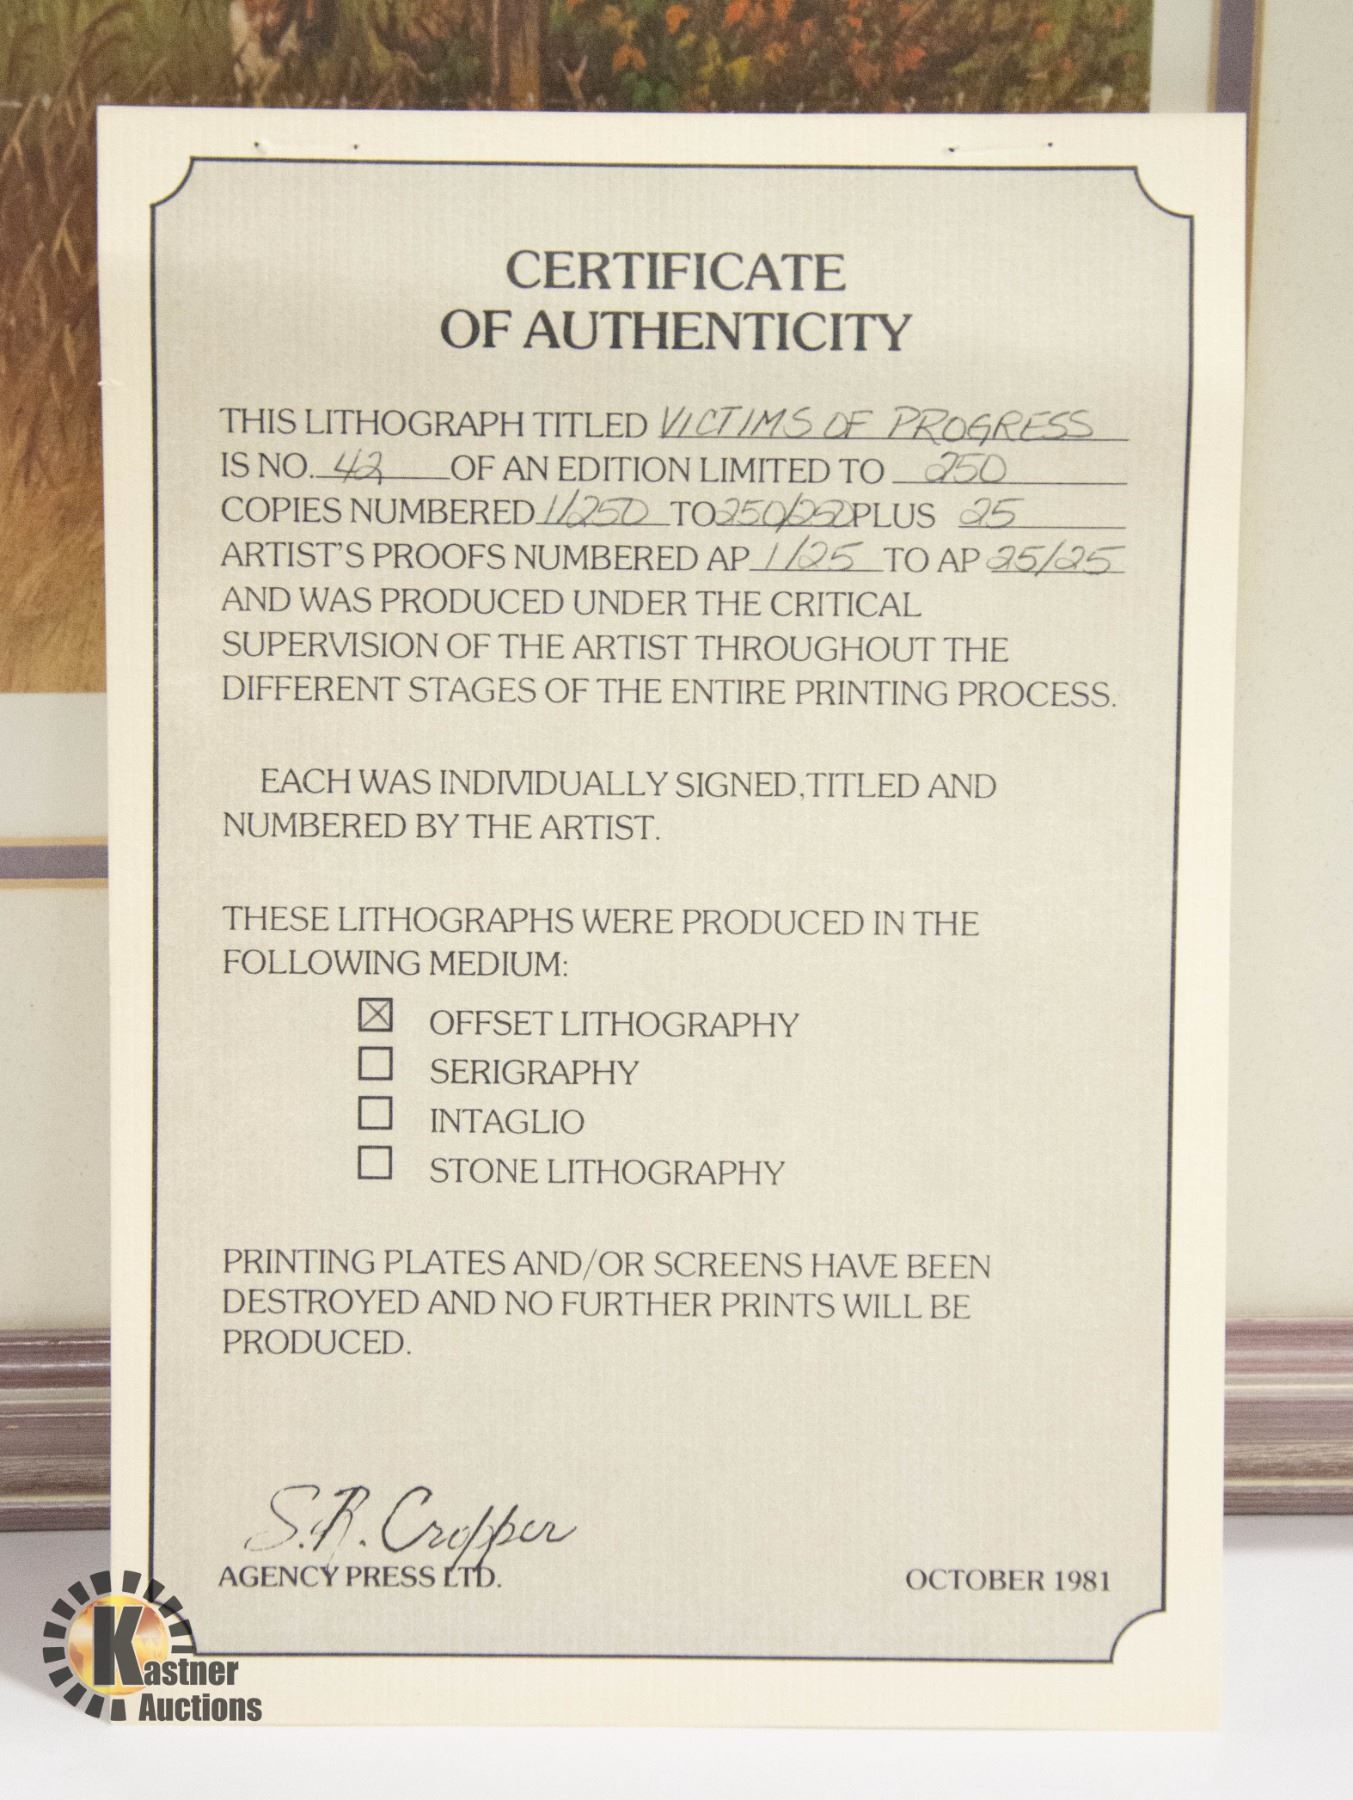 CERTIFICATE
OF AUTHENTICITY
THIS LITHOGRAPH TITLED VICTIMS OF PROGRESS
IS NO. 42 OF AN EDITION LIMITED TO 250
COPIES NUMBERED 1/250 TO 250/250 PLUS 25
ARTIST'S PROOFS NUMBERED AP 1/25 TO AP 25/25
AND WAS PRODUCED UNDER THE CRITICAL
SUPERVISION OF THE ARTIST THROUGHOUT THE
DIFFERENT STAGES OF THE ENTIRE PRINTING PROCESS.
EACH WAS INDIVIDUALLY SIGNED, TITLED AND
NUMBERED BY THE ARTIST.
THESE LITHOGRAPHS WERE PRODUCED IN THE
FOLLOWING MEDIUM:
OFFSET LITHOGRAPHY
SERIGRAPHY
INTAGLIO
STONE LITHOGRAPHY
PRINTING PLATES AND/OR SCREENS HAVE BEEN
DESTROYED AND NO FURTHER PRINTS WILL BE
PRODUCED.
S.R. Cropper
AGENCY PRESS LTD. OCTOBER 1981
Kastner
Auctions